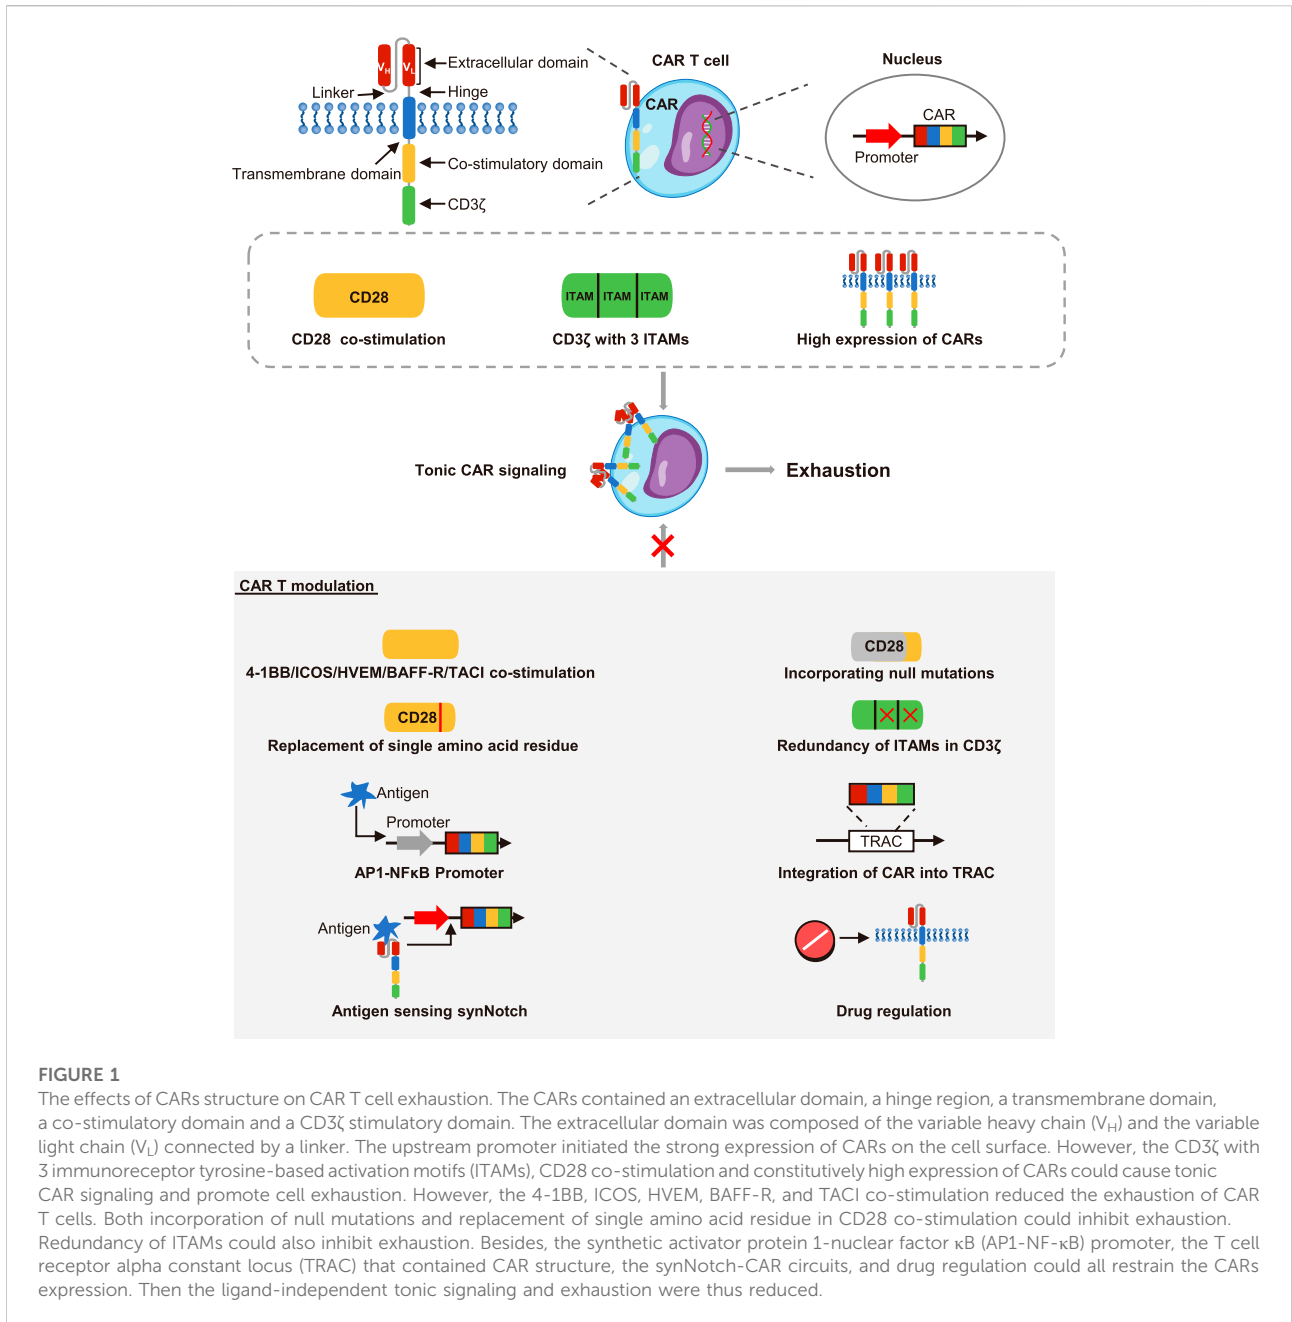 CAR T cell
Nucleus
V_H
V_L
Extracellular domain
Linker
Hinge
Transmembrane domain
Co-stimulatory domain
CD3ζ
CAR
CAR
Promoter
CD28
ITAM ITAM ITAM
CD28 co-stimulation
CD3ζ with 3 ITAMs
High expression of CARs
Tonic CAR signaling
Exhaustion
CAR T modulation
4-1BB/ICOS/HVEM/BAFF-R/TACI co-stimulation
CD28
Incorporating null mutations
CD28
Replacement of single amino acid residue
Redundancy of ITAMs in CD3ζ
Antigen
Promoter
AP1-NFκB Promoter
TRAC
Integration of CAR into TRAC
Antigen
Antigen sensing synNotch
Drug regulation
FIGURE 1
The effects of CARs structure on CAR T cell exhaustion. The CARs contained an extracellular domain, a hinge region, a transmembrane domain,
a co-stimulatory domain and a CD3ζ stimulatory domain. The extracellular domain was composed of the variable heavy chain (V_H) and the variable
light chain (V_L) connected by a linker. The upstream promoter initiated the strong expression of CARs on the cell surface. However, the CD3ζ with
3 immunoreceptor tyrosine-based activation motifs (ITAMs), CD28 co-stimulation and constitutively high expression of CARs could cause tonic
CAR signaling and promote cell exhaustion. However, the 4-1BB, ICOS, HVEM, BAFF-R, and TACI co-stimulation reduced the exhaustion of CAR
T cells. Both incorporation of null mutations and replacement of single amino acid residue in CD28 co-stimulation could inhibit exhaustion.
Redundancy of ITAMs could also inhibit exhaustion. Besides, the synthetic activator protein 1-nuclear factor κB (AP1-NF-κB) promoter, the T cell
receptor alpha constant locus (TRAC) that contained CAR structure, the synNotch-CAR circuits, and drug regulation could all restrain the CARs
expression. Then the ligand-independent tonic signaling and exhaustion were thus reduced.